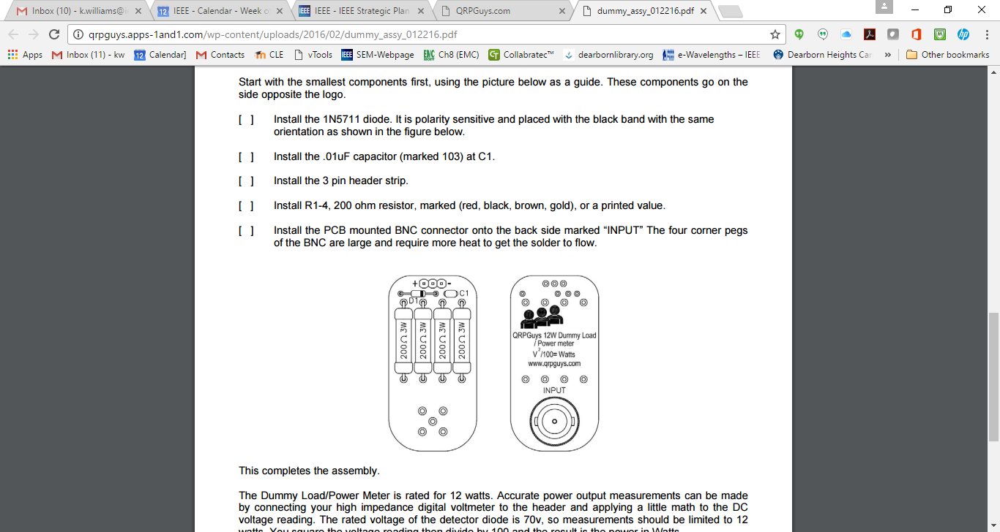 Inbox (10) - k.williams@i
IEEE - Calendar - Week o
IEEE - IEEE Strategic Plan
QRPGuys.com
dummy_assy_012216.pdf
qrpguys.apps-1and1.com/wp-content/uploads/2016/02/dummy_assy_012216.pdf
Apps
Inbox (11) - kw
12
Calendar]
Contacts
CLE
vTools
IEEE
SEM-Webpage
Ch8 (EMC)
Collabratec™
dearbornlibrary.org
e-Wavelengths – IEEE
Dearborn Heights Car
»
Other bookmarks
Start with the smallest components first, using the picture below as a guide. These components go on the
side opposite the logo.
[ ] Install the 1N5711 diode. It is polarity sensitive and placed with the black band with the same
orientation as shown in the figure below.
[ ] Install the .01uF capacitor (marked 103) at C1.
[ ] Install the 3 pin header strip.
[ ] Install R1-4, 200 ohm resistor, marked (red, black, brown, gold), or a printed value.
[ ] Install the PCB mounted BNC connector onto the back side marked “INPUT” The four corner pegs
of the BNC are large and require more heat to get the solder to flow.
+ -
C1
D1
200Ω 3W
200Ω 3W
200Ω 3W
200Ω 3W
QRPGuys 12W Dummy Load
/ Power meter
V²/100= Watts
www.qrpguys.com
INPUT
This completes the assembly.
The Dummy Load/Power Meter is rated for 12 watts. Accurate power output measurements can be made
by connecting your high impedance digital voltmeter to the header and applying a little math to the DC
voltage reading. The rated voltage of the detector diode is 70v, so measurements should be limited to 12
watts. You square the voltage reading then divide by 100 and the result is the power in Watts.